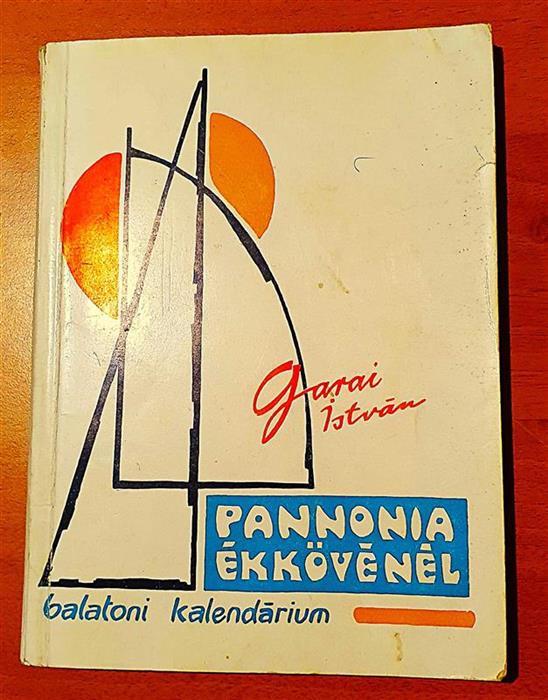 Garai
István
PANNONIA
ÉKKÖVÉNÉL
balatoni kalendárium